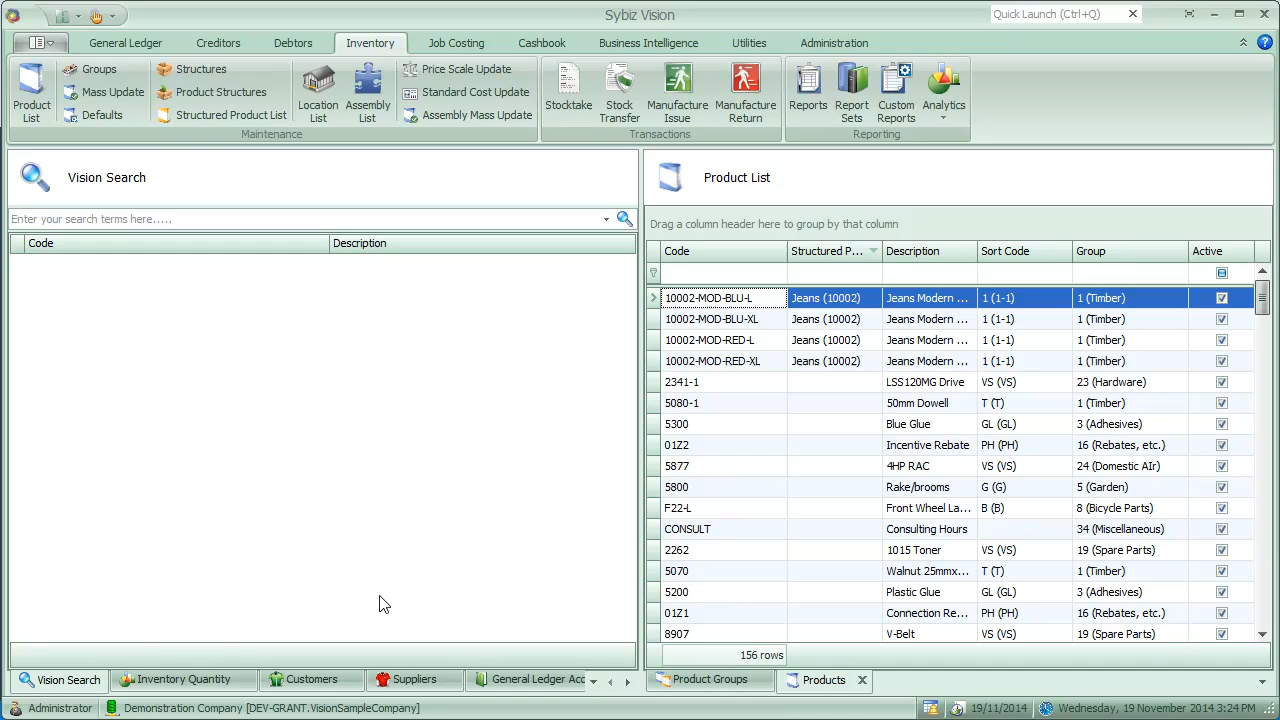 Sybiz Vision
Quick Launch (Ctrl+Q)
General Ledger
Creditors
Debtors
Inventory
Job Costing
Cashbook
Business Intelligence
Utilities
Administration
Product List
Groups
Mass Update
Defaults
Structures
Product Structures
Structured Product List
Location List
Assembly List
Price Scale Update
Standard Cost Update
Assembly Mass Update
Maintenance
Stocktake
Stock Transfer
Manufacture Issue
Manufacture Return
Transactions
Reports
Report Sets
Custom Reports
Analytics
Reporting
Vision Search
Enter your search terms here.....
Code Description
Product List
Drag a column header here to group by that column
Code Structured P... Description Sort Code Group Active
10002-MOD-BLU-L Jeans (10002) Jeans Modern ... 1 (1-1) 1 (Timber)
10002-MOD-BLU-XL Jeans (10002) Jeans Modern ... 1 (1-1) 1 (Timber)
10002-MOD-RED-L Jeans (10002) Jeans Modern ... 1 (1-1) 1 (Timber)
10002-MOD-RED-XL Jeans (10002) Jeans Modern ... 1 (1-1) 1 (Timber)
2341-1 LSS120MG Drive VS (VS) 23 (Hardware)
5080-1 50mm Dowell T (T) 1 (Timber)
5300 Blue Glue GL (GL) 3 (Adhesives)
01Z2 Incentive Rebate PH (PH) 16 (Rebates, etc.)
5877 4HP RAC VS (VS) 24 (Domestic AIr)
5800 Rake/brooms G (G) 5 (Garden)
F22-L Front Wheel La... B (B) 8 (Bicycle Parts)
CONSULT Consulting Hours 34 (Miscellaneous)
2262 1015 Toner VS (VS) 19 (Spare Parts)
5070 Walnut 25mmx... T (T) 1 (Timber)
5200 Plastic Glue GL (GL) 3 (Adhesives)
01Z1 Connection Re... PH (PH) 16 (Rebates, etc.)
8907 V-Belt VS (VS) 19 (Spare Parts)
156 rows
Vision Search
Inventory Quantity
Customers
Suppliers
General Ledger Acc
Product Groups
Products
Administrator
Demonstration Company [DEV-GRANT.VisionSampleCompany]
19/11/2014
Wednesday, 19 November 2014 3:24 PM